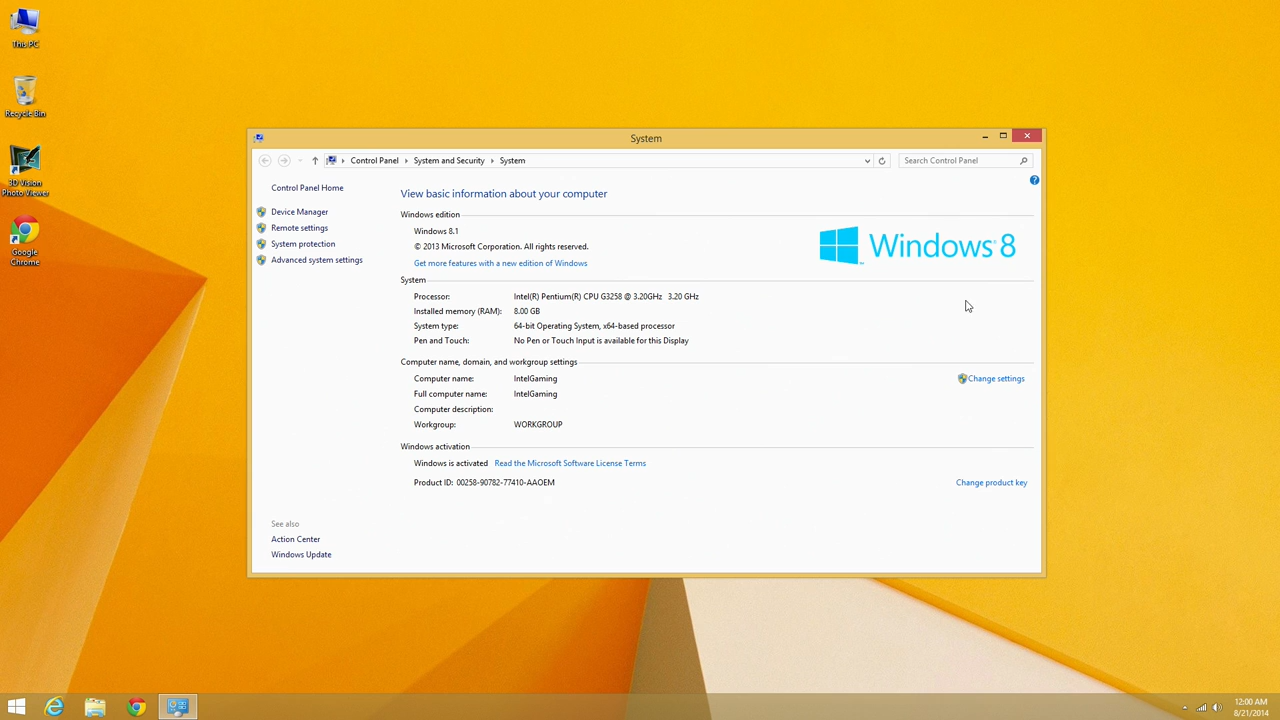 This PC
Recycle Bin
3D Vision
Photo Viewer
Google
Chrome
System
Control Panel
System and Security
System
Search Control Panel
Control Panel Home
Device Manager
Remote settings
System protection
Advanced system settings
See also
Action Center
Windows Update
View basic information about your computer
Windows edition
Windows 8.1
© 2013 Microsoft Corporation. All rights reserved.
Get more features with a new edition of Windows
Windows 8
System
Processor: Intel(R) Pentium(R) CPU G3258 @ 3.20GHz 3.20 GHz
Installed memory (RAM): 8.00 GB
System type: 64-bit Operating System, x64-based processor
Pen and Touch: No Pen or Touch Input is available for this Display
Computer name, domain, and workgroup settings
Computer name: IntelGaming
Change settings
Full computer name: IntelGaming
Computer description:
Workgroup: WORKGROUP
Windows activation
Windows is activated Read the Microsoft Software License Terms
Product ID: 00258-90782-77410-AAOEM
Change product key
12:00 AM
8/21/2014